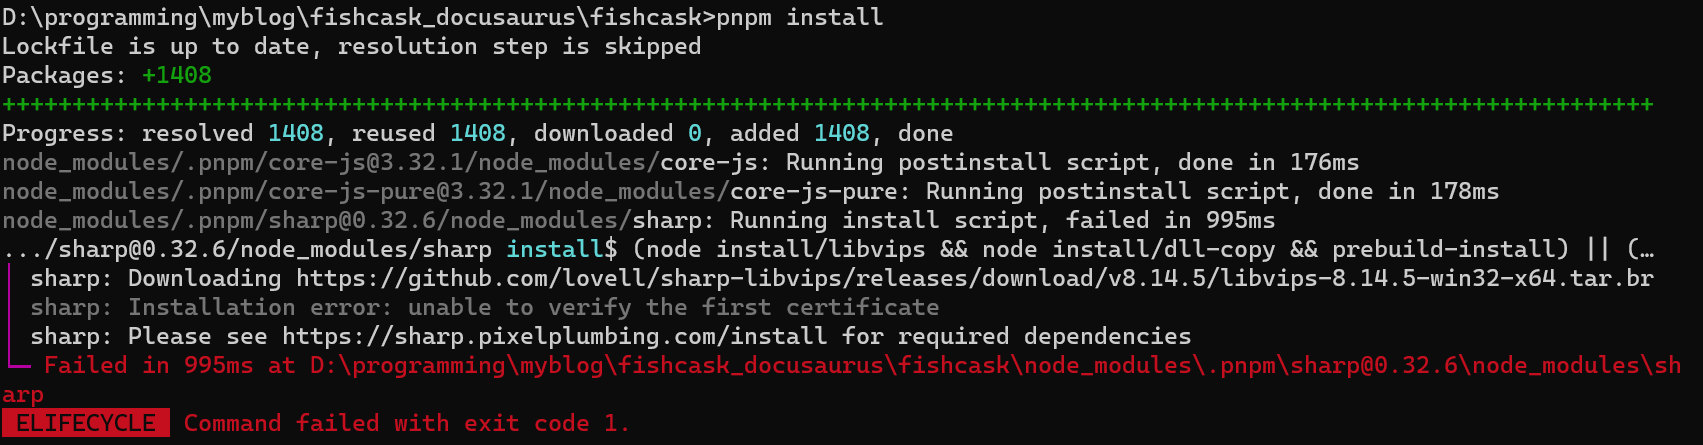 D:\programming\myblog\fishcask_docusaurus\fishcask>pnpm install
Lockfile is up to date, resolution step is skipped
Packages: +1408
++++++++++++++++++++++++++++++++++++++++++++++++++++++++++++++++++++++++++++++++++++++++++++++++++++++++++++++++++++++
Progress: resolved 1408, reused 1408, downloaded 0, added 1408, done
node_modules/.pnpm/core-js@3.32.1/node_modules/core-js: Running postinstall script, done in 176ms
node_modules/.pnpm/core-js-pure@3.32.1/node_modules/core-js-pure: Running postinstall script, done in 178ms
node_modules/.pnpm/sharp@0.32.6/node_modules/sharp: Running install script, failed in 995ms
.../sharp@0.32.6/node_modules/sharp install$ (node install/libvips && node install/dll-copy && prebuild-install) || (…
sharp: Downloading https://github.com/lovell/sharp-libvips/releases/download/v8.14.5/libvips-8.14.5-win32-x64.tar.br
sharp: Installation error: unable to verify the first certificate
sharp: Please see https://sharp.pixelplumbing.com/install for required dependencies
Failed in 995ms at D:\programming\myblog\fishcask_docusaurus\fishcask\node_modules\.pnpm\sharp@0.32.6\node_modules\sh
arp
ELIFECYCLE Command failed with exit code 1.